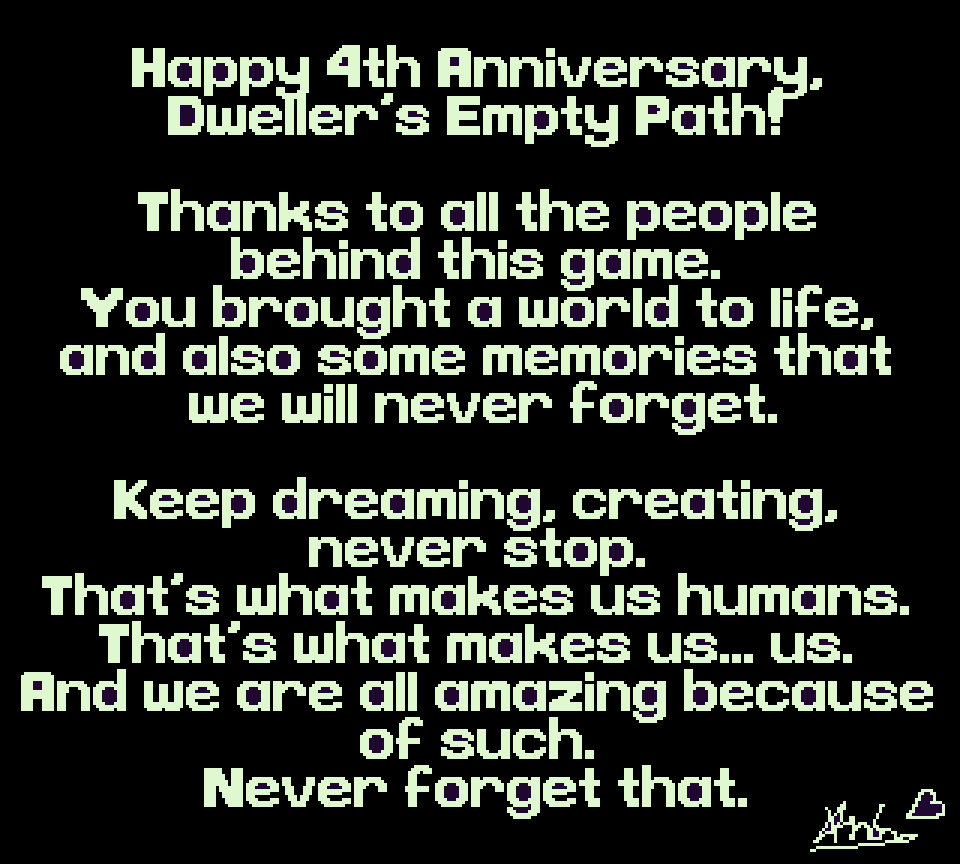 Happy 4th Anniversary,
Dweller's Empty Path!
Thanks to all the people
behind this game.
You brought a world to life,
and also some memories that
we will never forget.
Keep dreaming, creating,
never stop.
That's what makes us humans.
That's what makes us... us.
And we are all amazing because
of such.
Never forget that.